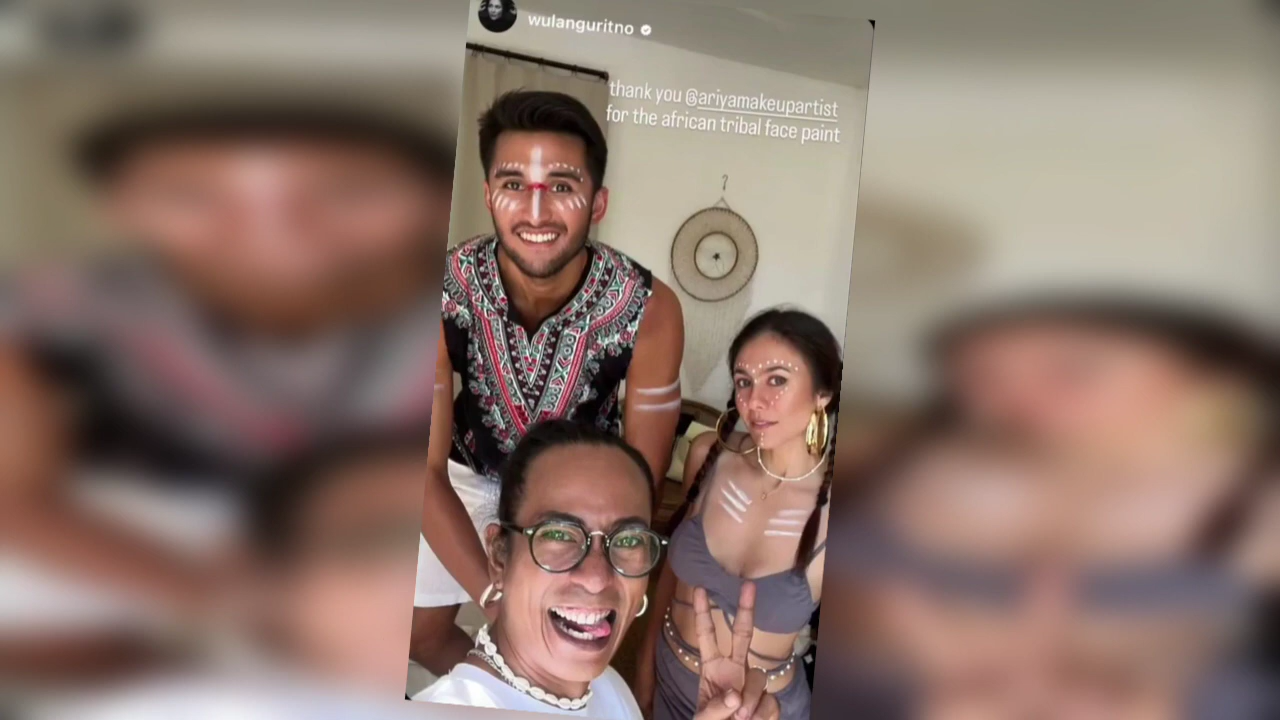 wulanguritno
thank you @ariyamakeupartist
for the african tribal face paint